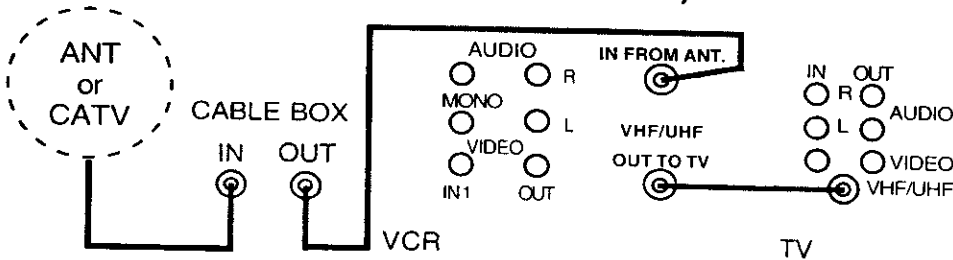 ANT
or
CATV
CABLE BOX
IN OUT
AUDIO
R
MONO
L
VIDEO
IN1 OUT
VCR
IN FROM ANT.
VHF/UHF
OUT TO TV
IN OUT
R
AUDIO
L
VIDEO
VHF/UHF
TV